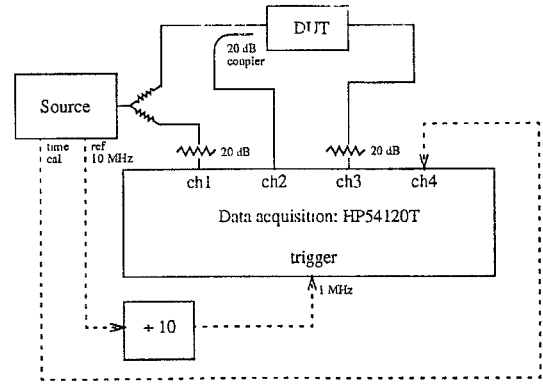 DUT
20 dB
coupler
Source
time
cal
ref
10 MHz
20 dB
20 dB
ch1
ch2
ch3
ch4
Data acquisition: HP54120T
trigger
1 MHz
÷ 10